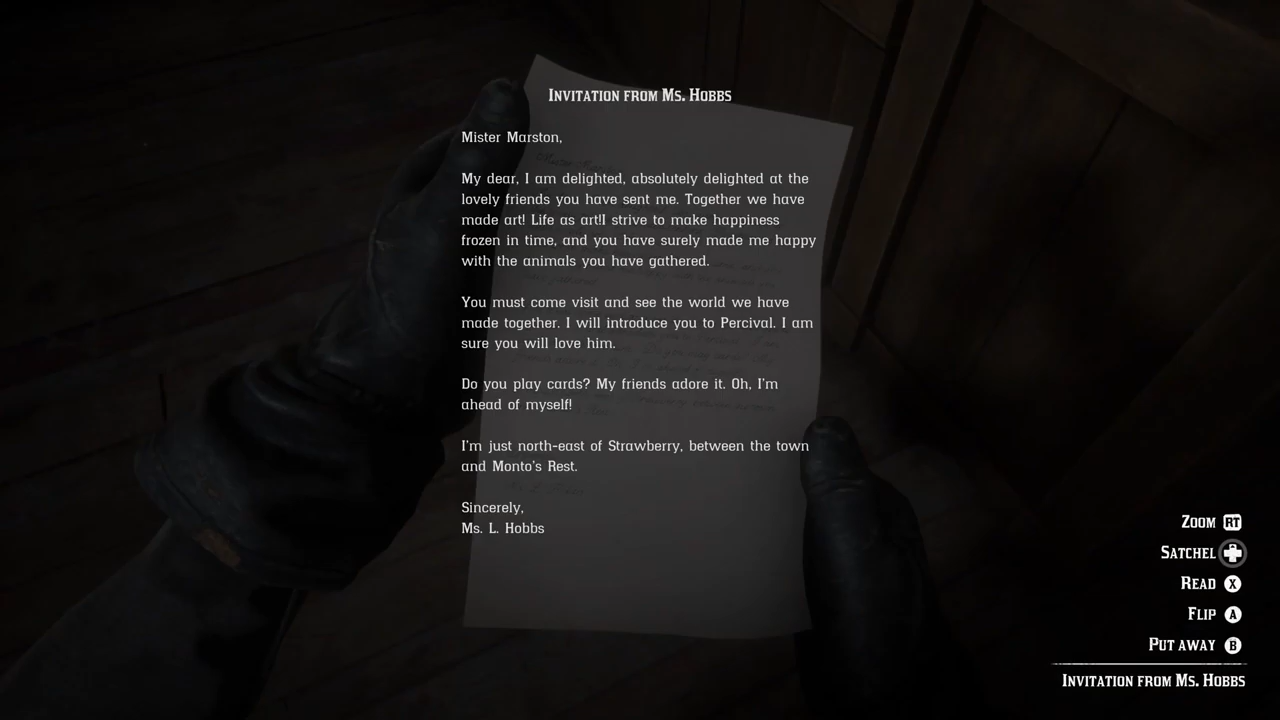 INVITATION FROM MS. HOBBS
Mister Marston,
My dear, I am delighted, absolutely delighted at the
lovely friends you have sent me. Together we have
made art! Life as art!I strive to make happiness
frozen in time, and you have surely made me happy
with the animals you have gathered.
You must come visit and see the world we have
made together. I will introduce you to Percival. I am
sure you will love him.
Do you play cards? My friends adore it. Oh, I'm
ahead of myself!
I'm just north-east of Strawberry, between the town
and Monto's Rest.
Sincerely,
Ms. L. Hobbs
ZOOM RT
SATCHEL
READ X
FLIP A
PUT AWAY B
INVITATION FROM MS. HOBBS